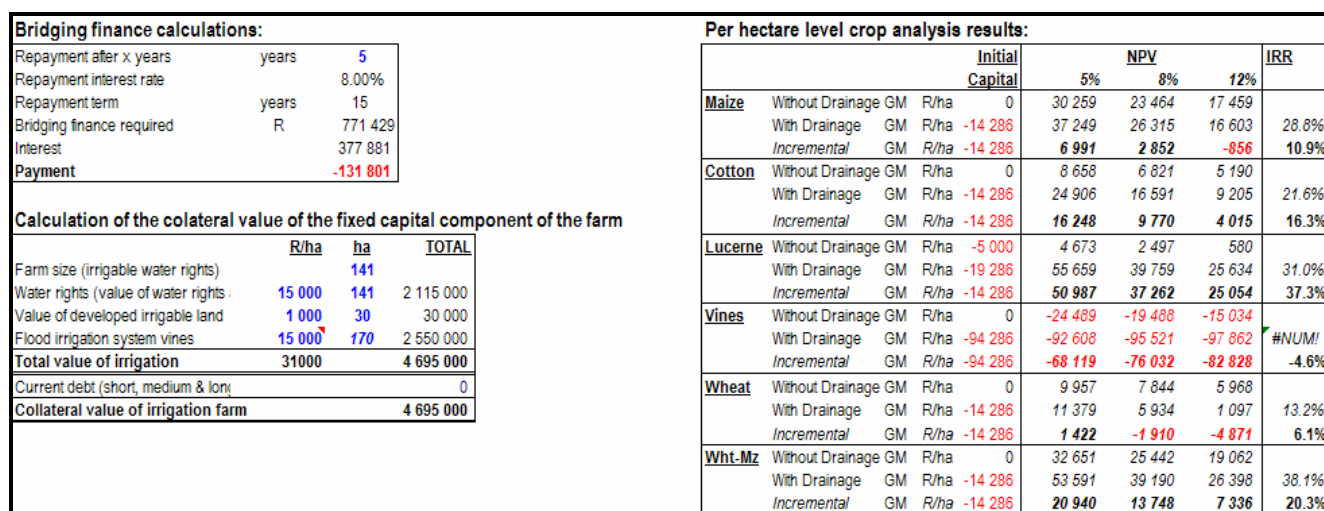 Bridging finance calculations:
Repayment after x years years 5
Repayment interest rate 8.00%
Repayment term years 15
Bridging finance required R 771 429
Interest 377 881
Payment -131 801
Calculation of the colateral value of the fixed capital component of the farm
R/ha ha TOTAL
Farm size (irrigable water rights) 141
Water rights (value of water rights 15 000 141 2 115 000
Value of developed irrigable land 1 000 30 30 000
Flood irrigation system vines 15 000 170 2 550 000
Total value of irrigation 31000 4 695 000
Current debt (short, medium & long 0
Collateral value of irrigation farm 4 695 000
Per hectare level crop analysis results:
Initial NPV IRR
Capital 5% 8% 12%
Maize Without Drainage GM R/ha 0 30 259 23 464 17 459
With Drainage GM R/ha -14 286 37 249 26 315 16 603 28.8%
Incremental GM R/ha -14 286 6 991 2 852 -856 10.9%
Cotton Without Drainage GM R/ha 0 8 658 6 821 5 190
With Drainage GM R/ha -14 286 24 906 16 591 9 205 21.6%
Incremental GM R/ha -14 286 16 248 9 770 4 015 16.3%
Lucerne Without Drainage GM R/ha -5 000 4 673 2 497 580
With Drainage GM R/ha -19 286 55 659 39 759 25 634 31.0%
Incremental GM R/ha -14 286 50 987 37 262 25 054 37.3%
Vines Without Drainage GM R/ha 0 -24 489 -19 488 -15 034
With Drainage GM R/ha -94 286 -92 608 -95 521 -97 862 #NUM!
Incremental GM R/ha -94 286 -68 119 -76 032 -82 828 -4.6%
Wheat Without Drainage GM R/ha 0 9 957 7 844 5 968
With Drainage GM R/ha -14 286 11 379 5 934 1 097 13.2%
Incremental GM R/ha -14 286 1 422 -1 910 -4 871 6.1%
Wht-Mz Without Drainage GM R/ha 0 32 651 25 442 19 062
With Drainage GM R/ha -14 286 53 591 39 190 26 398 38.1%
Incremental GM R/ha -14 286 20 940 13 748 7 336 20.3%